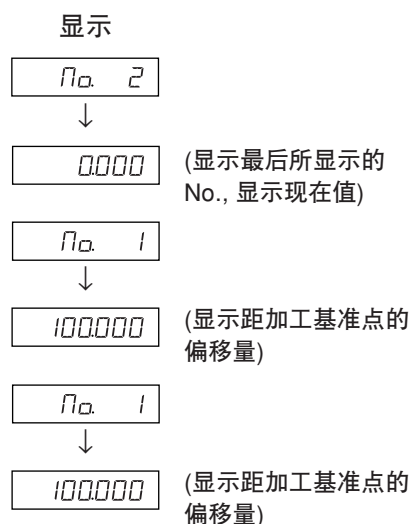 显示
No. 2
↓
0.000
(显示最后所显示的
No., 显示现在值)
No. 1
↓
100.000
(显示距加工基准点的
偏移量)
No. 1
↓
100.000
(显示距加工基准点的
偏移量)